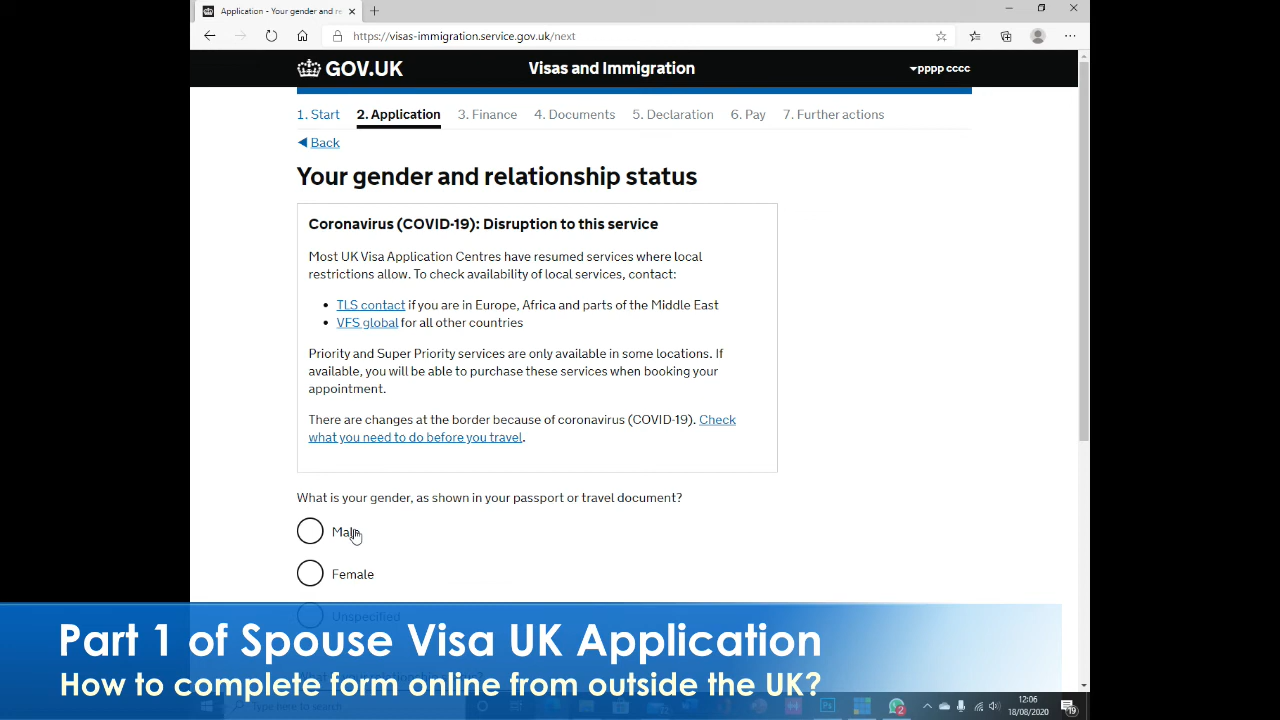 Application - Your gender and re
https://visas-immigration.service.gov.uk/next
GOV.UK
Visas and Immigration
pppp cccc
1. Start 2. Application 3. Finance 4. Documents 5. Declaration 6. Pay 7. Further actions
Back
Your gender and relationship status
Coronavirus (COVID-19): Disruption to this service
Most UK Visa Application Centres have resumed services where local
restrictions allow. To check availability of local services, contact:
• TLS contact if you are in Europe, Africa and parts of the Middle East
• VFS global for all other countries
Priority and Super Priority services are only available in some locations. If
available, you will be able to purchase these services when booking your
appointment.
There are changes at the border because of coronavirus (COVID-19). Check
what you need to do before you travel.
What is your gender, as shown in your passport or travel document?
Male
Female
Unspecified
Part 1 of Spouse Visa UK Application
How to complete form online from outside the UK?
Type here to search
2
12:06
18/08/2020
19